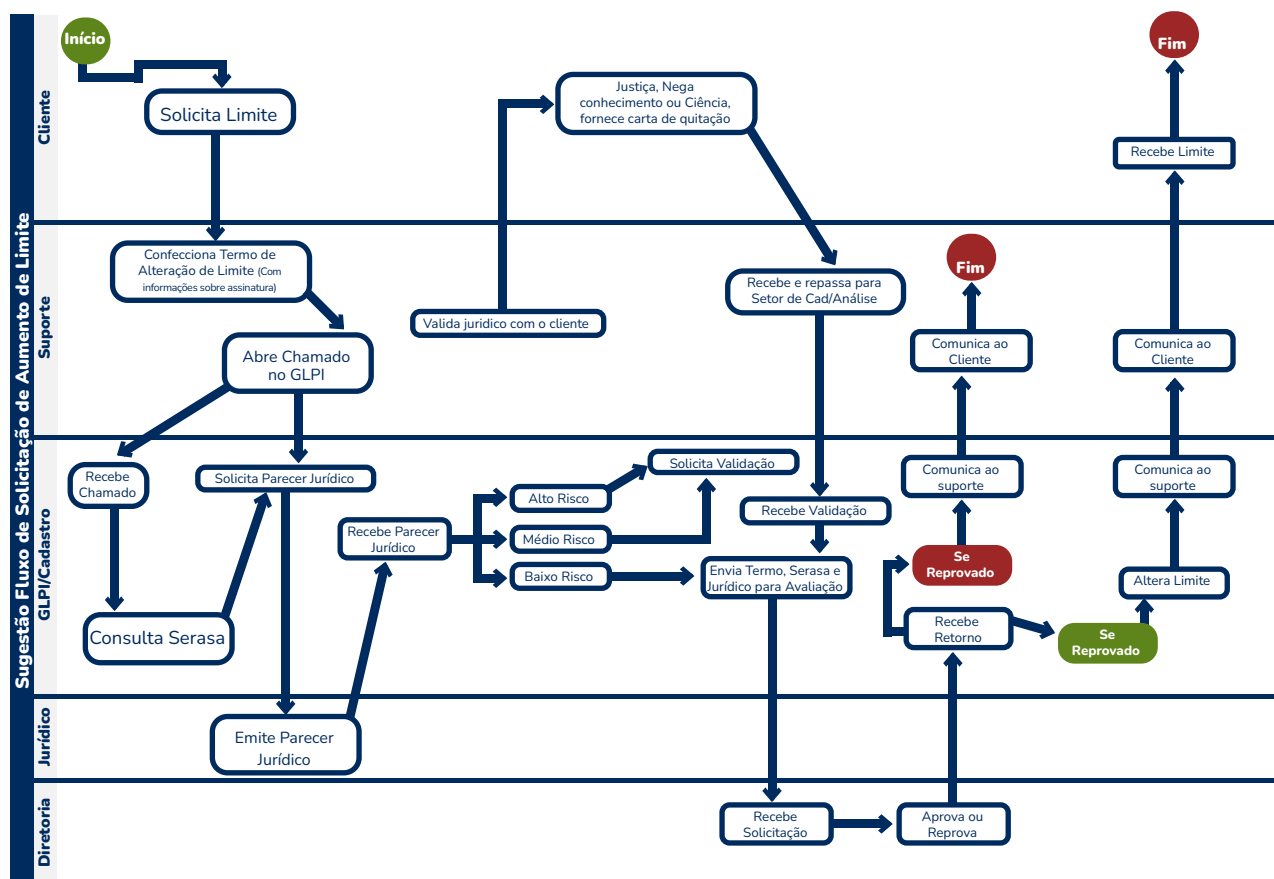 Sugestão Fluxo de Solicitação de Aumento de Limite
Cliente
Início
Solicita Limite
Justiça, Nega
conhecimento ou Ciência,
fornece carta de quitação
Fim
Recebe Limite
Suporte
Confecciona Termo de
Alteração de Limite (Com
informações sobre assinatura)
Abre Chamado
no GLPI
Valida juridico com o cliente
Recebe e repassa para
Setor de Cad/Análise
Fim
Comunica ao
Cliente
Comunica ao
Cliente
GLPI/Cadastro
Recebe
Chamado
Solicita Parecer Jurídico
Consulta Serasa
Recebe Parecer
Jurídico
Alto Risco
Médio Risco
Baixo Risco
Solicita Validação
Recebe Validação
Envia Termo, Serasa e
Jurídico para Avaliação
Comunica ao
suporte
Se
Reprovado
Recebe
Retorno
Comunica ao
suporte
Altera Limite
Se
Reprovado
Jurídico
Emite Parecer
Jurídico
Diretoria
Recebe
Solicitação
Aprova ou
Reprova